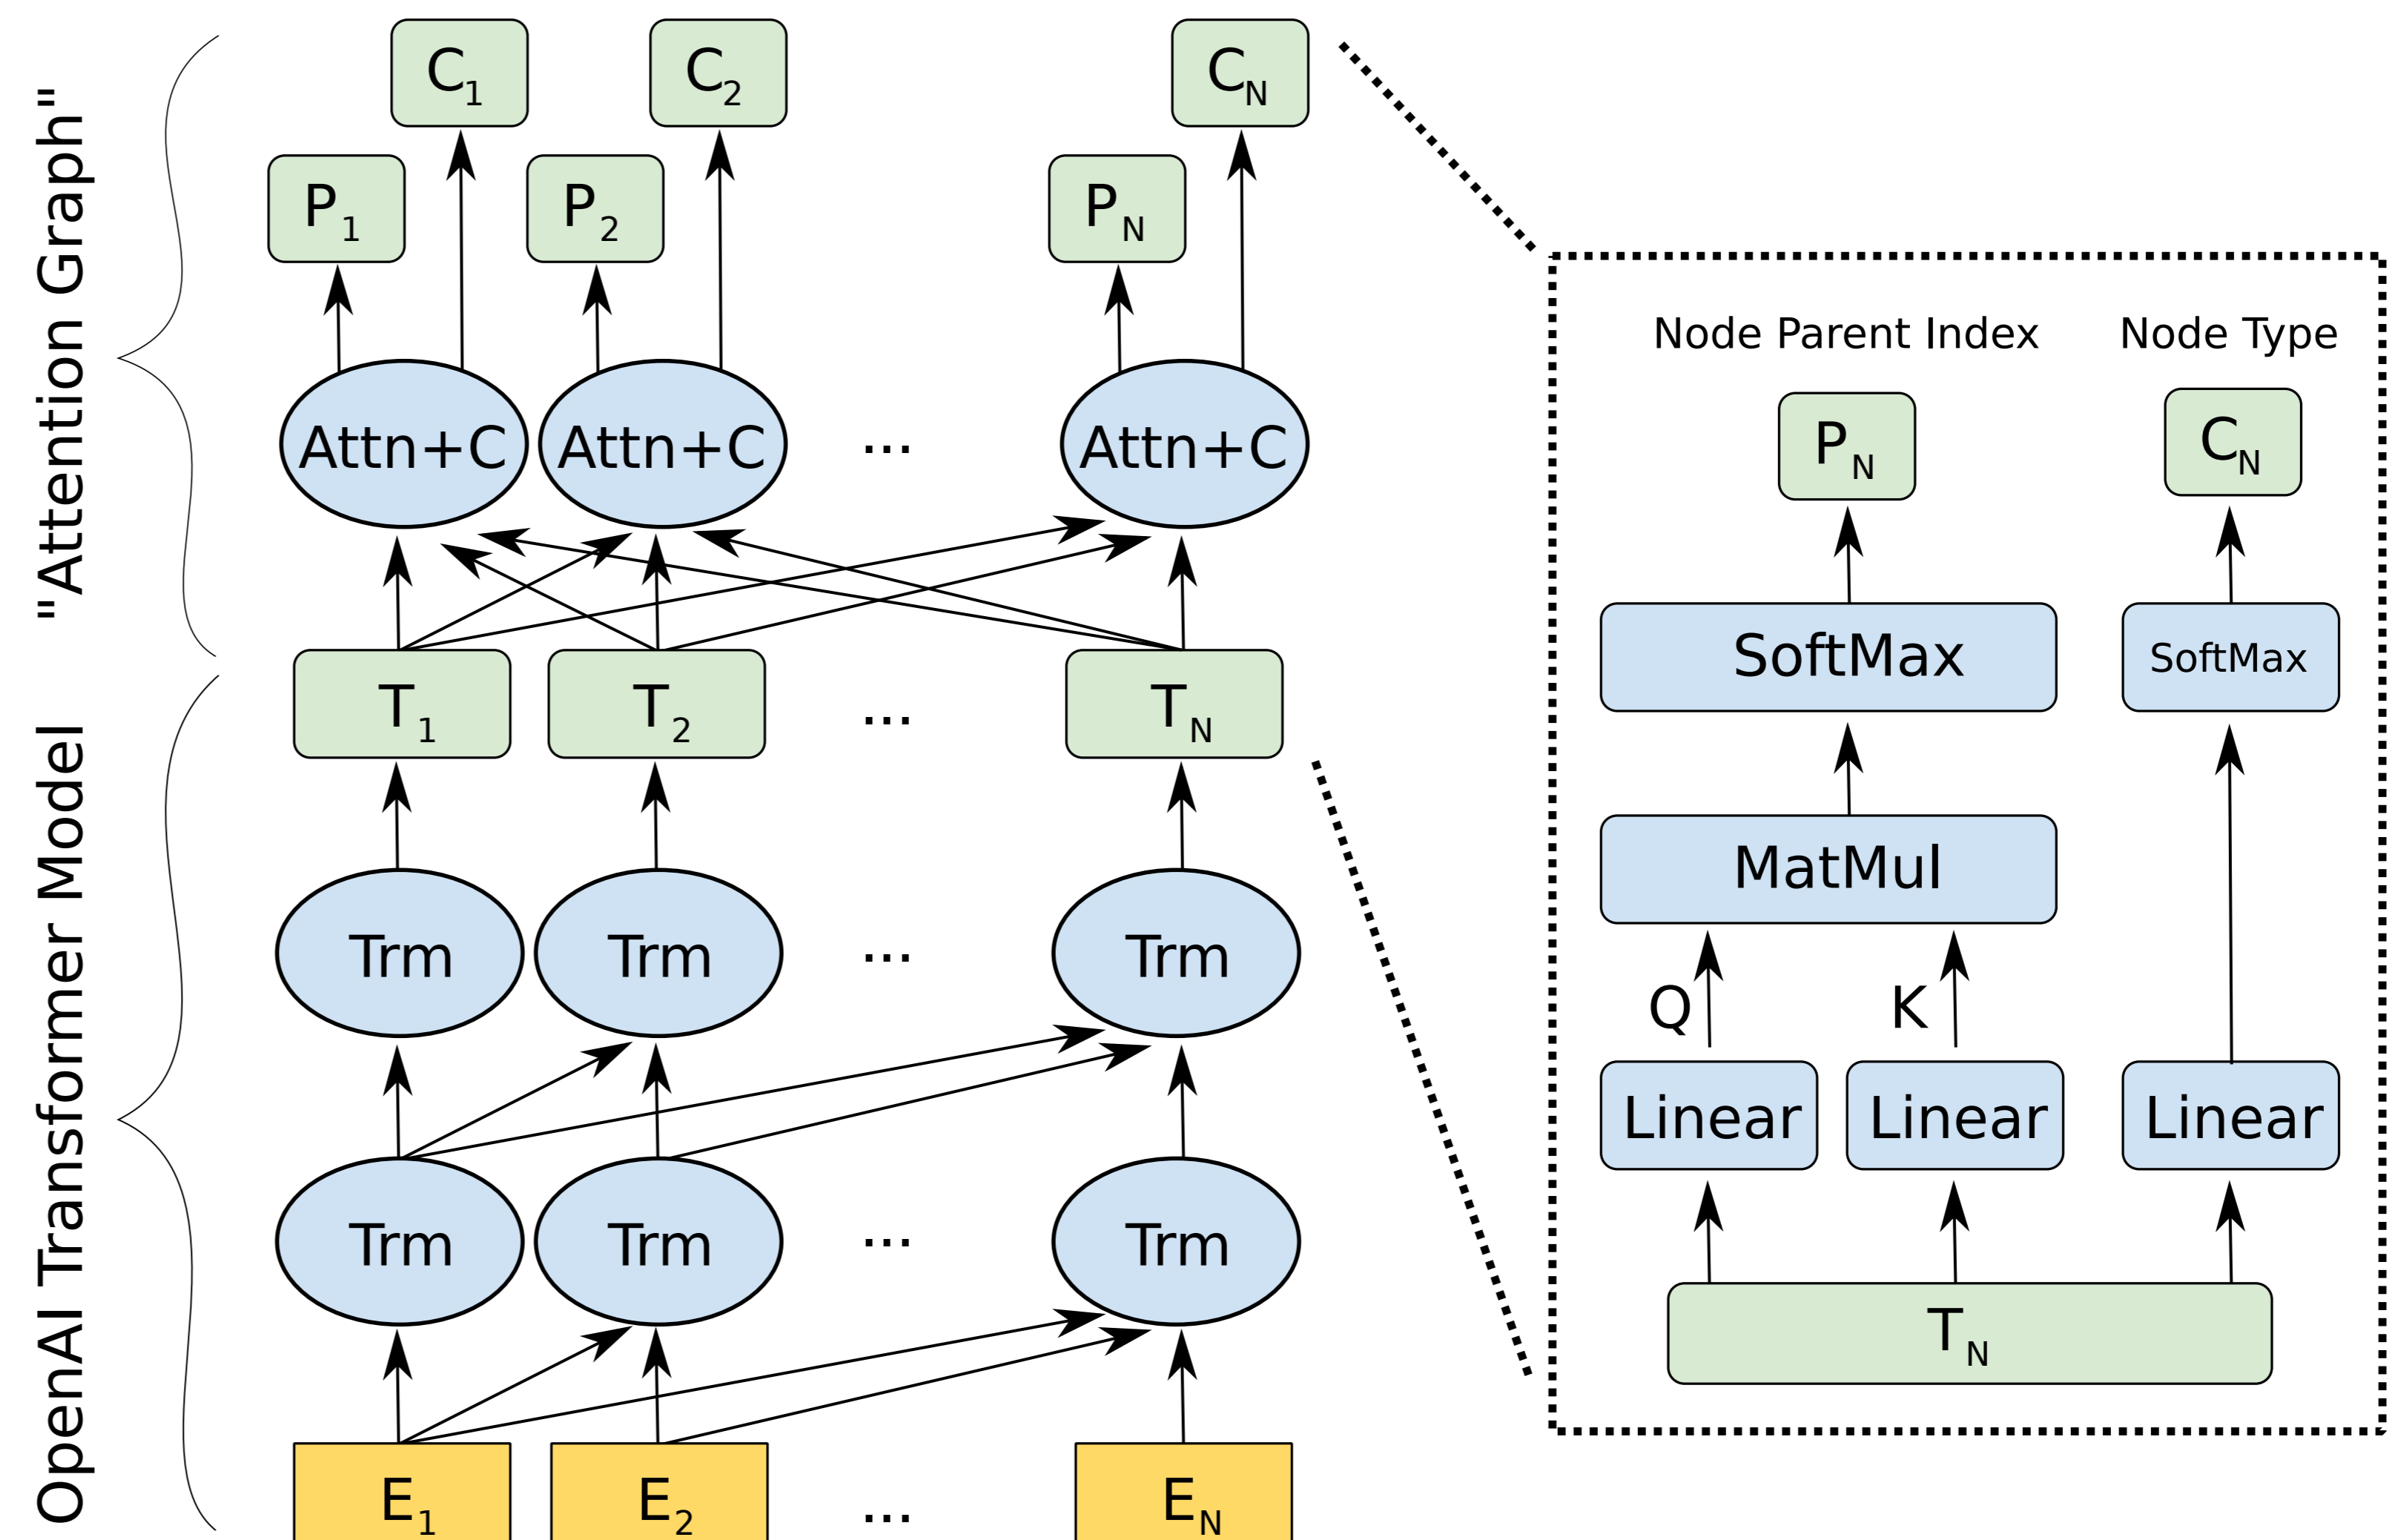 "Attention Graph"
OpenAI Transformer Model
C1 C2 CN
P1 P2 PN
Attn+C Attn+C ... Attn+C
T1 T2 ... TN
Trm Trm ... Trm
Trm Trm ... Trm
E1 E2 ... EN
Node Parent Index Node Type
PN CN
SoftMax SoftMax
MatMul
Q K
Linear Linear Linear
TN